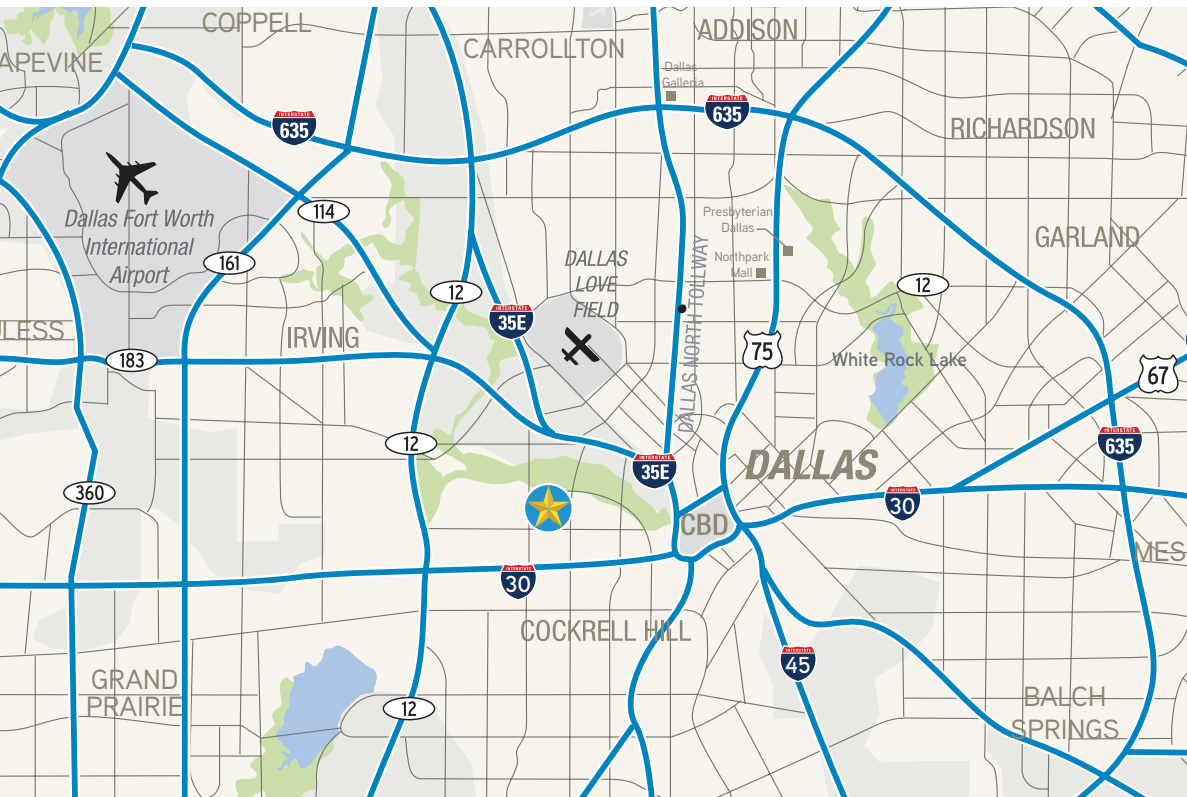 COPPELL
ADDISON
CARROLLTON
APEVINE
Dallas
Galleria
INTERSTATE
635
INTERSTATE
635
RICHARDSON
114
Dallas Fort Worth
International
Airport
Presbyterian
Dallas
GARLAND
161
DALLAS
LOVE
FIELD
Northpark
Mall
12
12
INTERSTATE
35E
DALLAS NORTH TOLLWAY
LESS
IRVING
183
75
White Rock Lake
67
12
INTERSTATE
635
INTERSTATE
35E
DALLAS
360
INTERSTATE
30
CBD
MES
INTERSTATE
30
COCKRELL HILL
INTERSTATE
45
GRAND
PRAIRIE
12
BALCH
SPRINGS